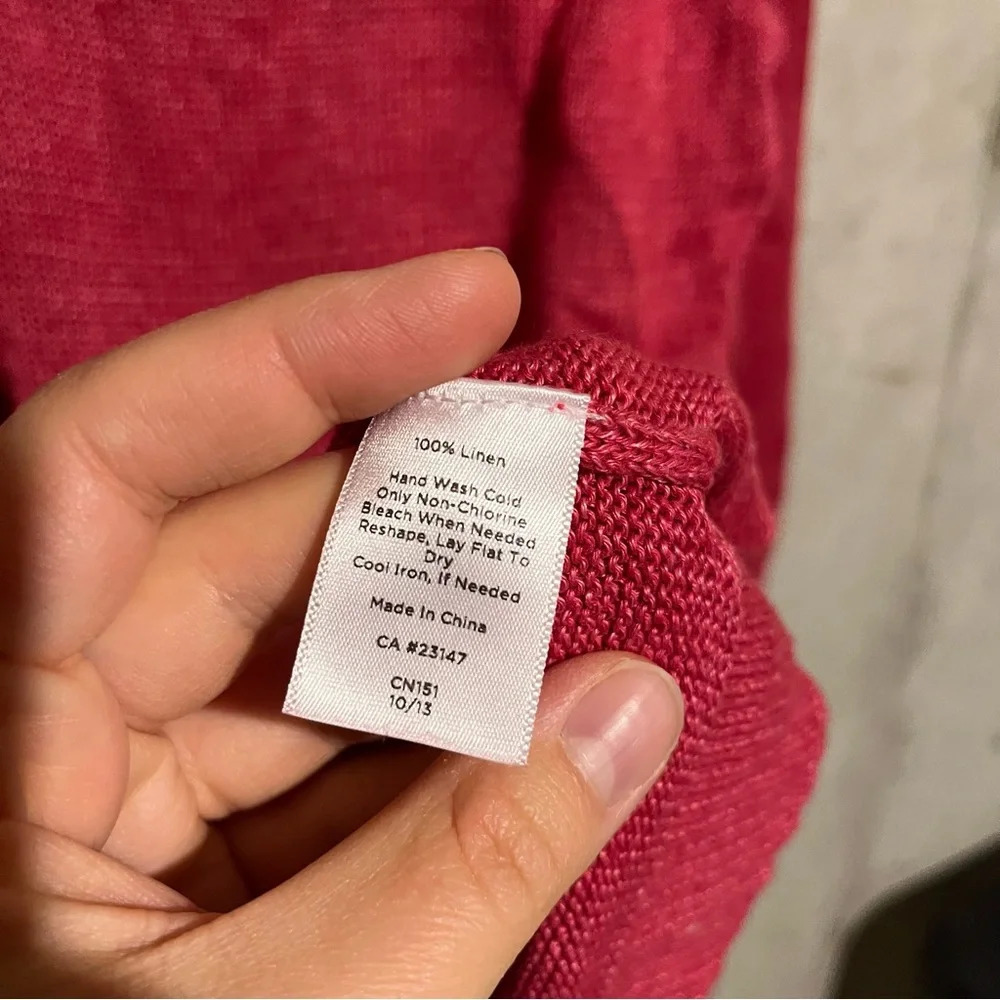 100% Linen
Hand Wash Cold
Only Non-Chlorine
Bleach When Needed
Reshape, Lay Flat To
Dry
Cool Iron, If Needed
Made In China
CA #23147
CN151
10/13